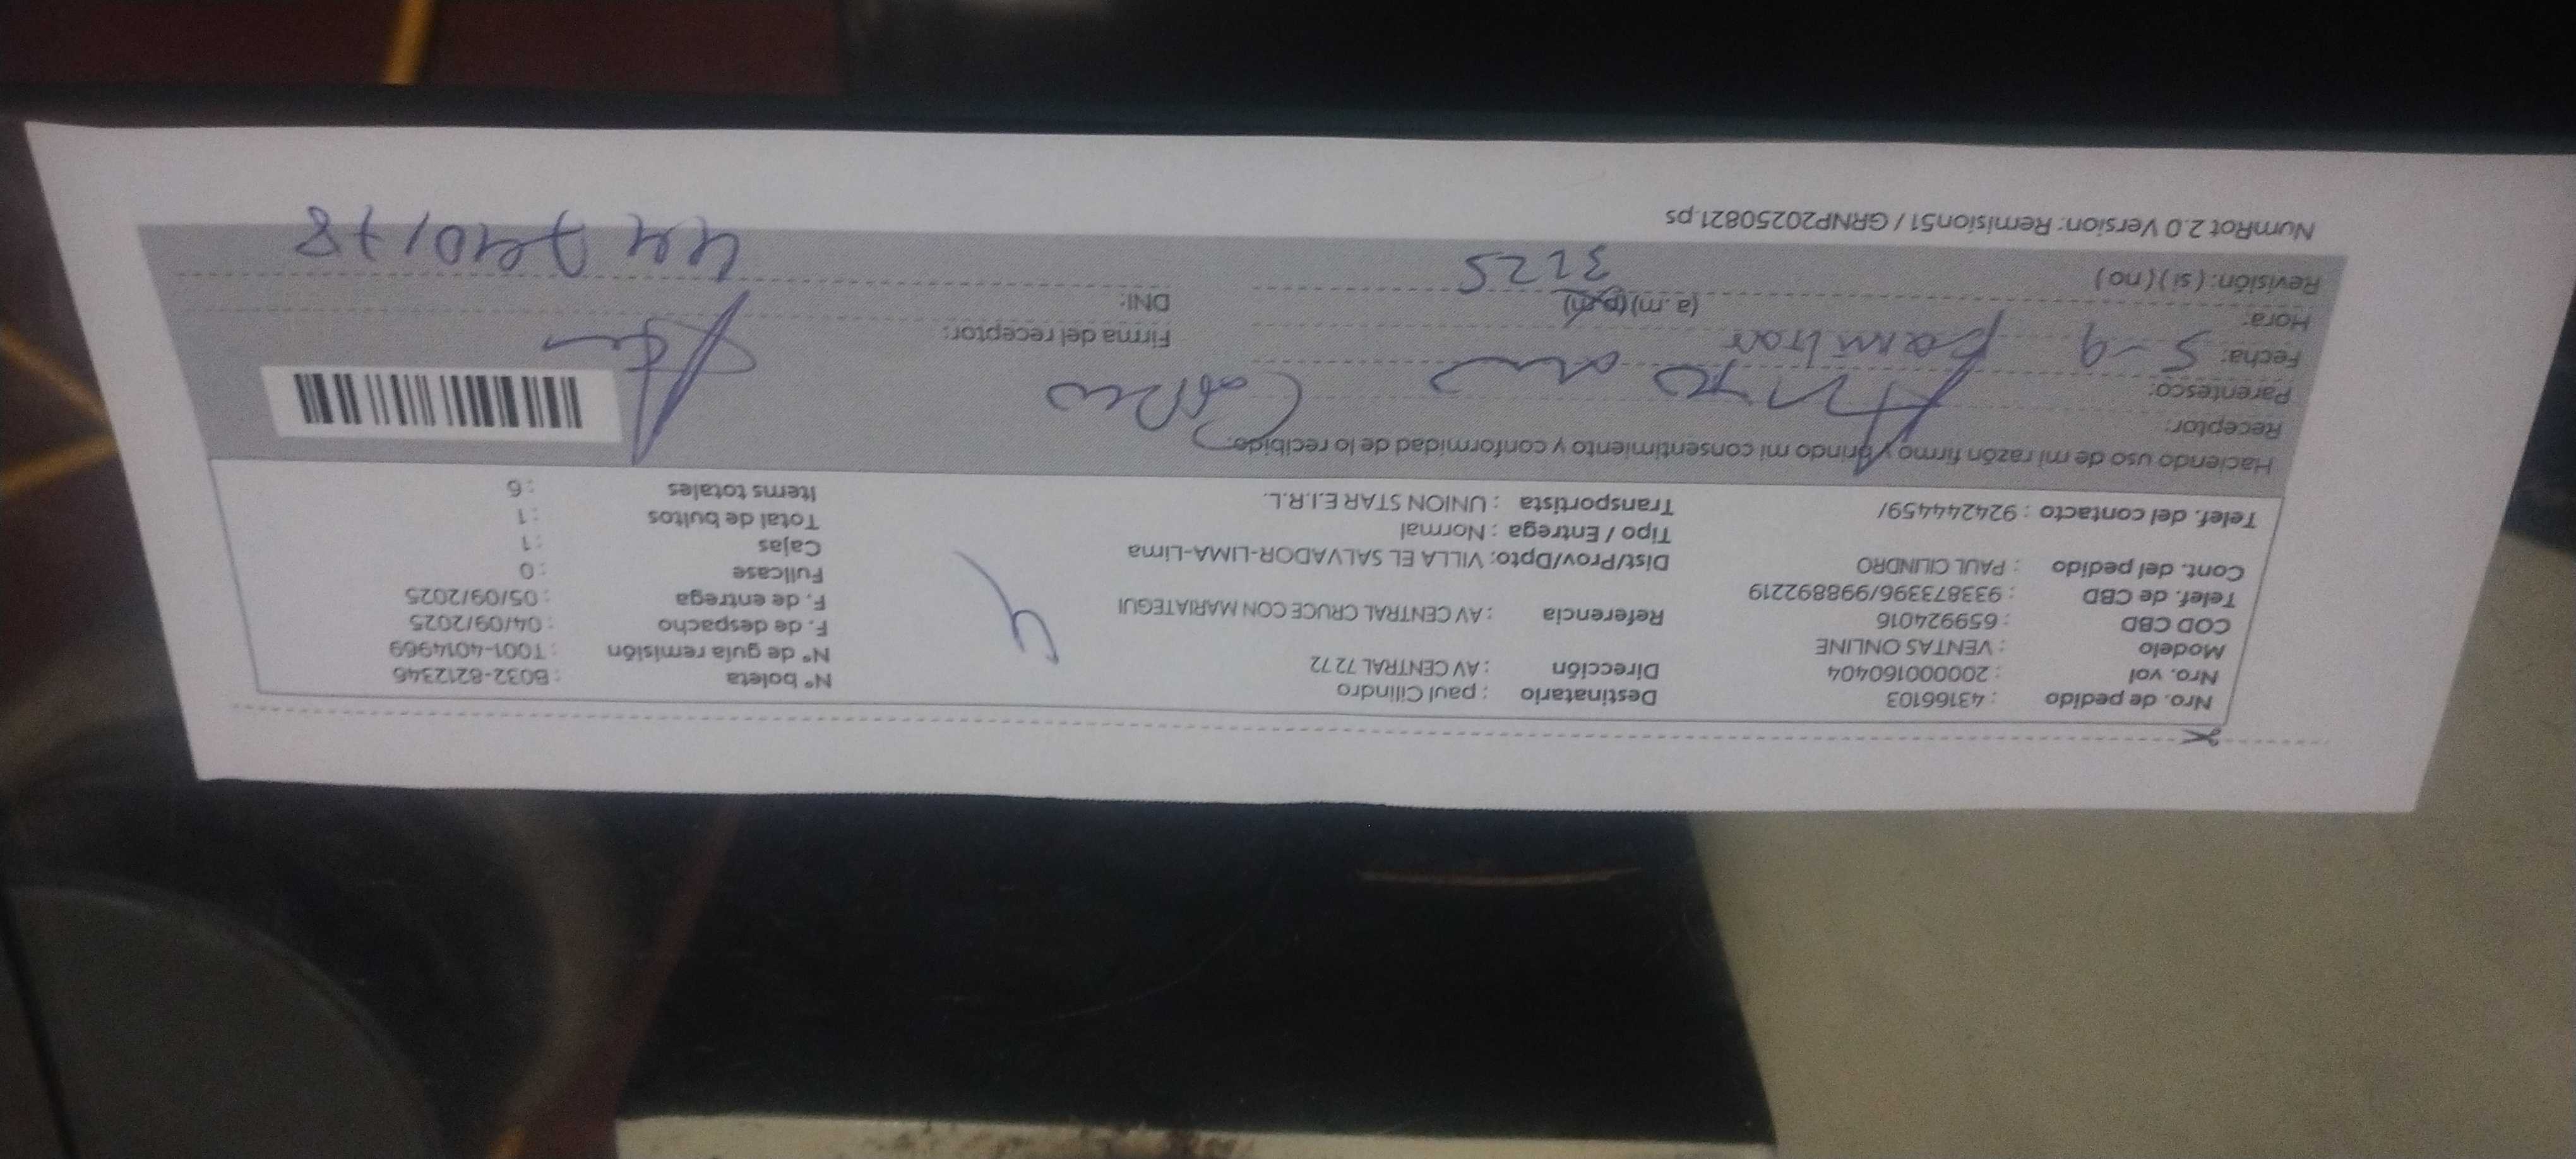 Nro. de pedido : 43166103
Nro. vol : 200000160404
Modelo : VENTAS ONLINE
COD CBD : 659924016
Telef. de CBD : 933873396/998892219
Cont. del pedido : PAUL CILINDRO
Telef. del contacto : 924244459/
Destinatario : paul Cilindro
Dirección : AV CENTRAL 72 72
Referencia : AV CENTRAL CRUCE CON MARIATEGUI
Dist/Prov/Dpto: VILLA EL SALVADOR-LIMA-Lima
Tipo / Entrega : Normal
Transportista : UNION STAR E.I.R.L.
N° boleta : B032-8212346
N° de guía remisión : T001-4014969
F. de despacho : 04/09/2025
F. de entrega : 05/09/2025
Fullcase : 0
Cajas : 1
Total de bultos : 1
Items totales : 6
Haciendo uso de mi razón firmo y brindo mi consentimiento y conformidad de lo recibido.
Receptor:
Parentesco: familiar
Fecha: 5-9
Hora: (a. m) (p.m) 3:25
Revisión: ( si ) ( no )
Firma del receptor:
DNI:
NumRot 2.0 Version: Remision51 / GRNP20250821.ps